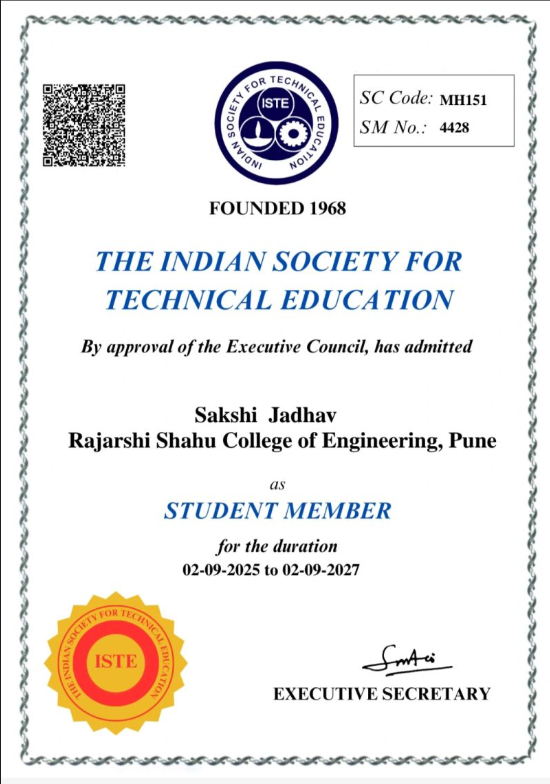 INDIAN SOCIETY FOR TECHNICAL EDUCATION
ISTE
SC Code: MH151
SM No.: 4428
FOUNDED 1968
THE INDIAN SOCIETY FOR
TECHNICAL EDUCATION
By approval of the Executive Council, has admitted
Sakshi Jadhav
Rajarshi Shahu College of Engineering, Pune
as
STUDENT MEMBER
for the duration
02-09-2025 to 02-09-2027
THE INDIAN SOCIETY FOR TECHNICAL EDUCATION
ISTE
EXECUTIVE SECRETARY